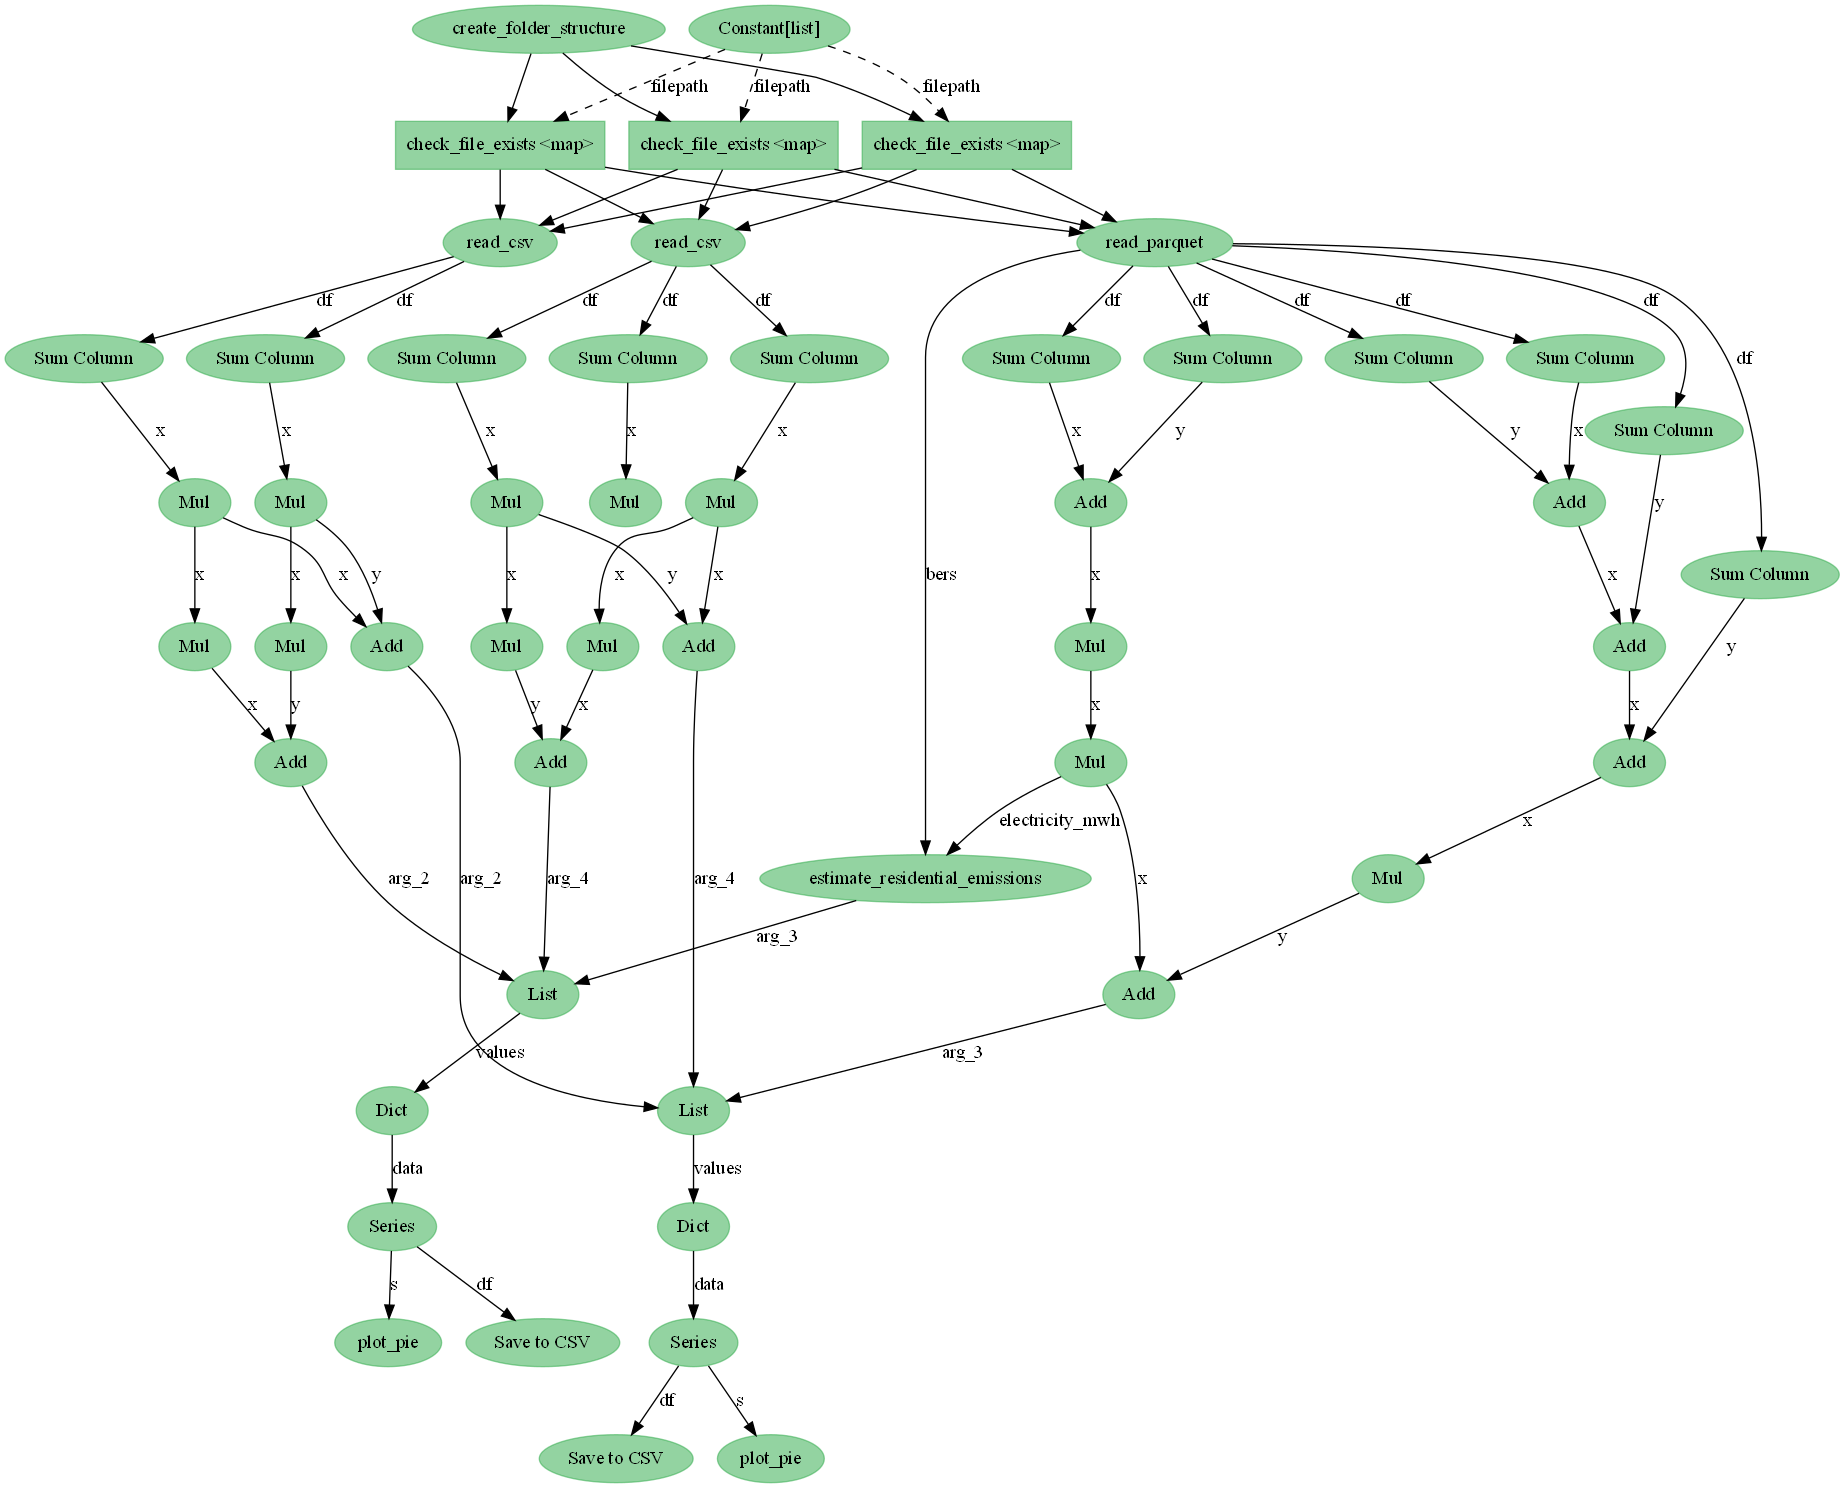 create_folder_structure
Constant[list]
filepath
filepath
filepath
check_file_exists <map>
check_file_exists <map>
check_file_exists <map>
read_csv
read_csv
read_parquet
df
df
df
df
df
df
df
df
df
df
Sum Column
Sum Column
Sum Column
Sum Column
Sum Column
Sum Column
Sum Column
Sum Column
Sum Column
df
x
x
x
x
x
x
y
y
x
Sum Column
Mul
Mul
Mul
Mul
Mul
Add
Add
y
x
x
x
y
x
x
y
x
bers
x
x
Sum Column
Mul
Mul
Add
Mul
Mul
Add
Mul
Add
y
x
y
y
x
x
x
Add
Add
Mul
Add
electricity_mwh
x
arg_2
arg_2
arg_4
arg_4
estimate_residential_emissions
x
Mul
arg_3
y
List
Add
values
arg_3
Dict
List
data
values
Series
Dict
s
df
data
plot_pie
Save to CSV
Series
df
s
Save to CSV
plot_pie